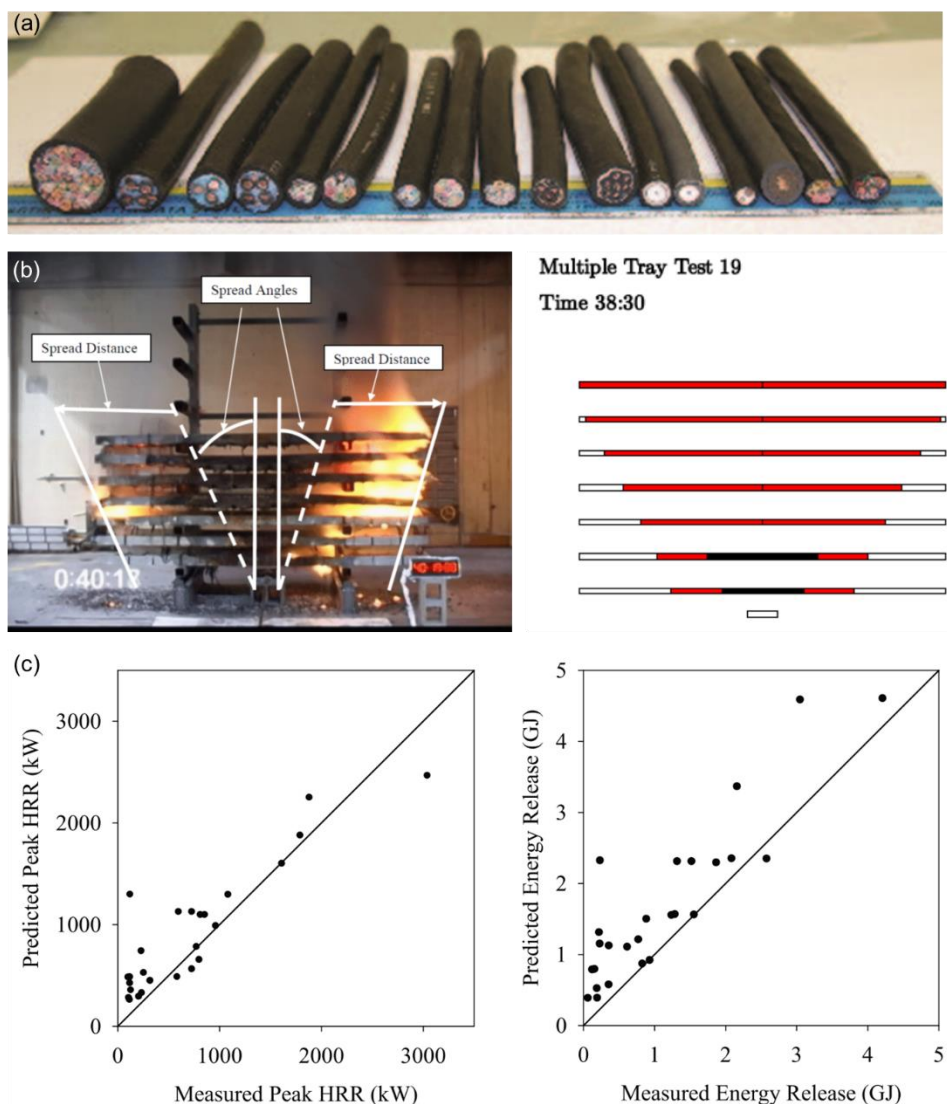 (a)
(b)
Spread Angles
Spread Distance
Spread Distance
0:40:18
Multiple Tray Test 19
Time 38:30
(c)
Predicted Peak HRR (kW)
3000
2000
1000
0
0 1000 2000 3000
Measured Peak HRR (kW)
Predicted Energy Release (GJ)
5
4
3
2
1
0
0 1 2 3 4 5
Measured Energy Release (GJ)